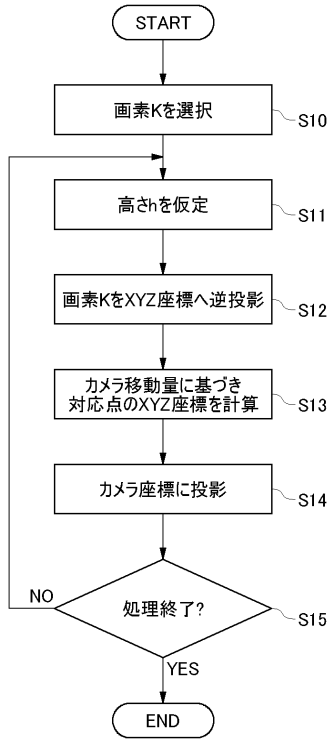 START
画素Kを選択
S10
高さhを仮定
S11
画素KをXYZ座標へ逆投影
S12
カメラ移動量に基づき
対応点のXYZ座標を計算
S13
カメラ座標に投影
S14
処理終了?
S15
NO
YES
END